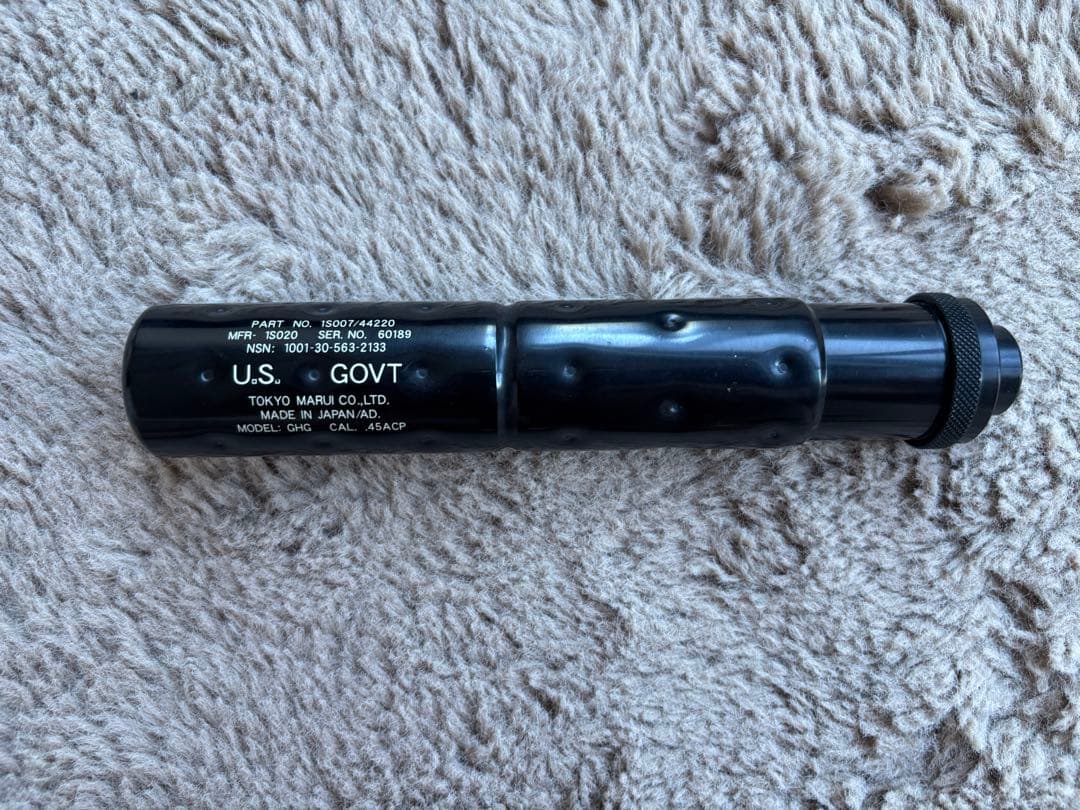 PART NO. 1S007/44220
MFR- 1S020 SER. NO. 60189
NSN: 1001-30-563-2133
U.S. GOVT
TOKYO MARUI CO.,LTD.
MADE IN JAPAN/AD.
MODEL: GHG CAL. .45ACP